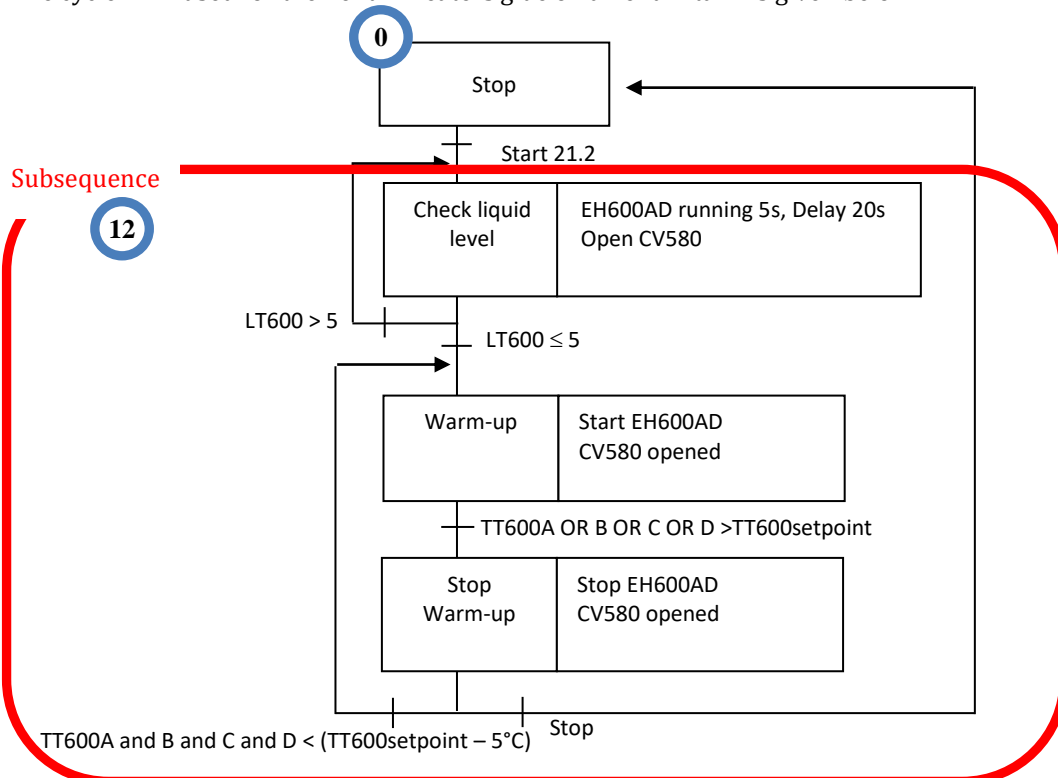 0
Stop
Start 21.2
Subsequence
12
Check liquid
level
EH600AD running 5s, Delay 20s
Open CV580
LT600 > 5
LT600 ≤ 5
Warm-up
Start EH600AD
CV580 opened
TT600A OR B OR C OR D >TT600setpoint
Stop
Warm-up
Stop EH600AD
CV580 opened
Stop
TT600A and B and C and D < (TT600setpoint – 5°C)